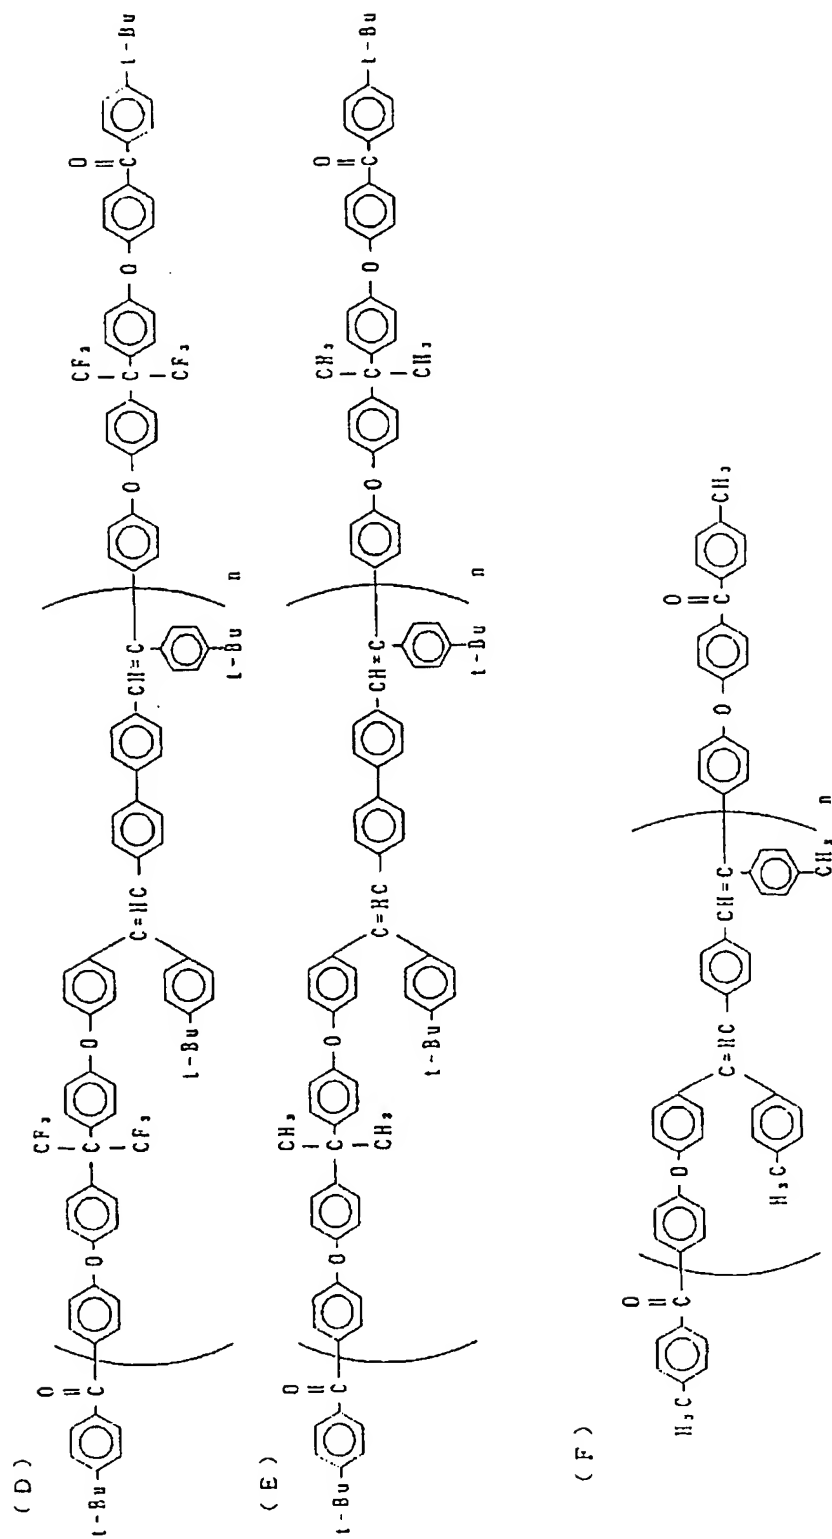 ( D )
CF₃ CF₃ O
t-Bu C O C O C=HC CH=C O C O C t-Bu
O CF₃ t-Bu t-Bu n CF₃
( E )
CH₃ CH₃ O
t-Bu C O C O C=HC CH=C O C O C t-Bu
O CH₃ t-Bu t-Bu n CH₃
( F )
O O
H₃C C O C=HC CH=C O C CH₃
H₃C CH₃ n